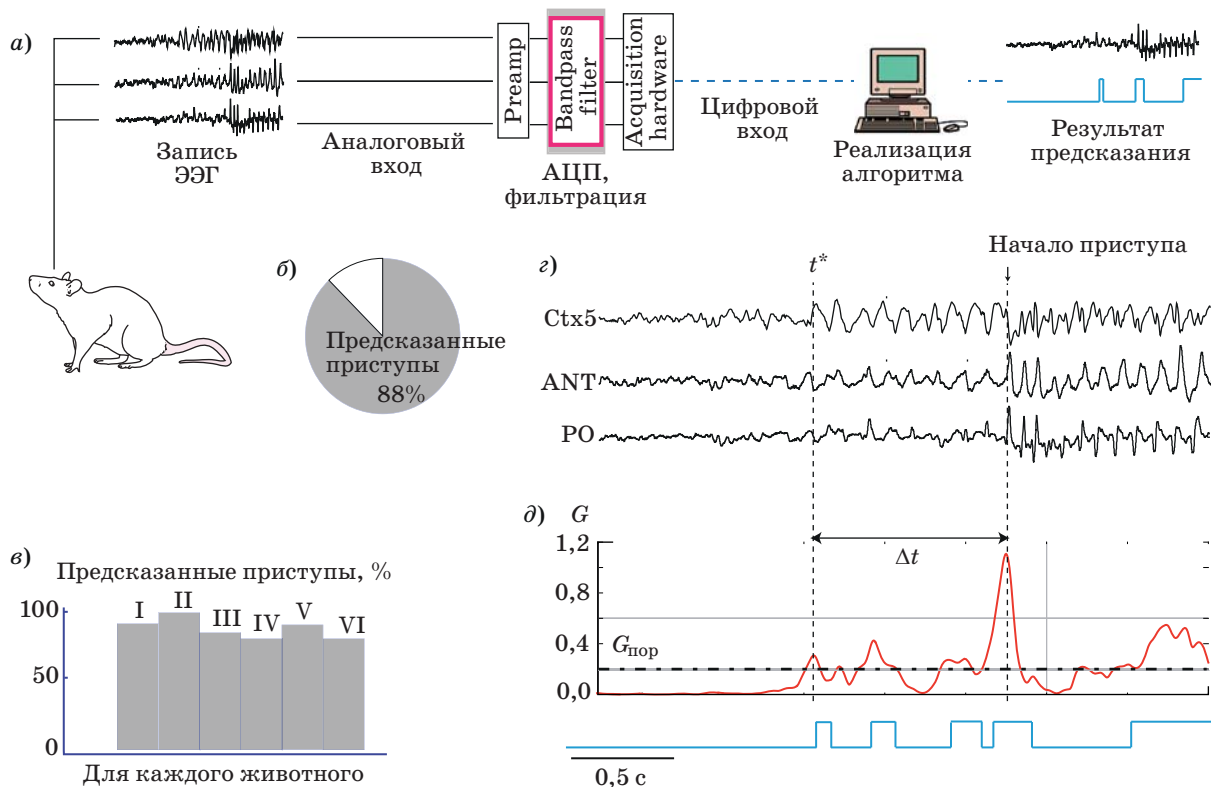 а)
Запись
ЭЭГ
Аналоговый
вход
Preamp
Bandpass
filter
Acquisition
hardware
АЦП,
фильтрация
Цифровой
вход
Реализация
алгоритма
Результат
предсказания
б)
Предсказанные
приступы
88%
в)
Предсказанные приступы, %
100
50
0
I
II
III
IV
V
VI
Для каждого животного
г)
t*
Начало приступа
Ctx5
ANT
PO
д)
G
1,2
0,8
0,4
0,0
Gпор
Δt
0,5 с